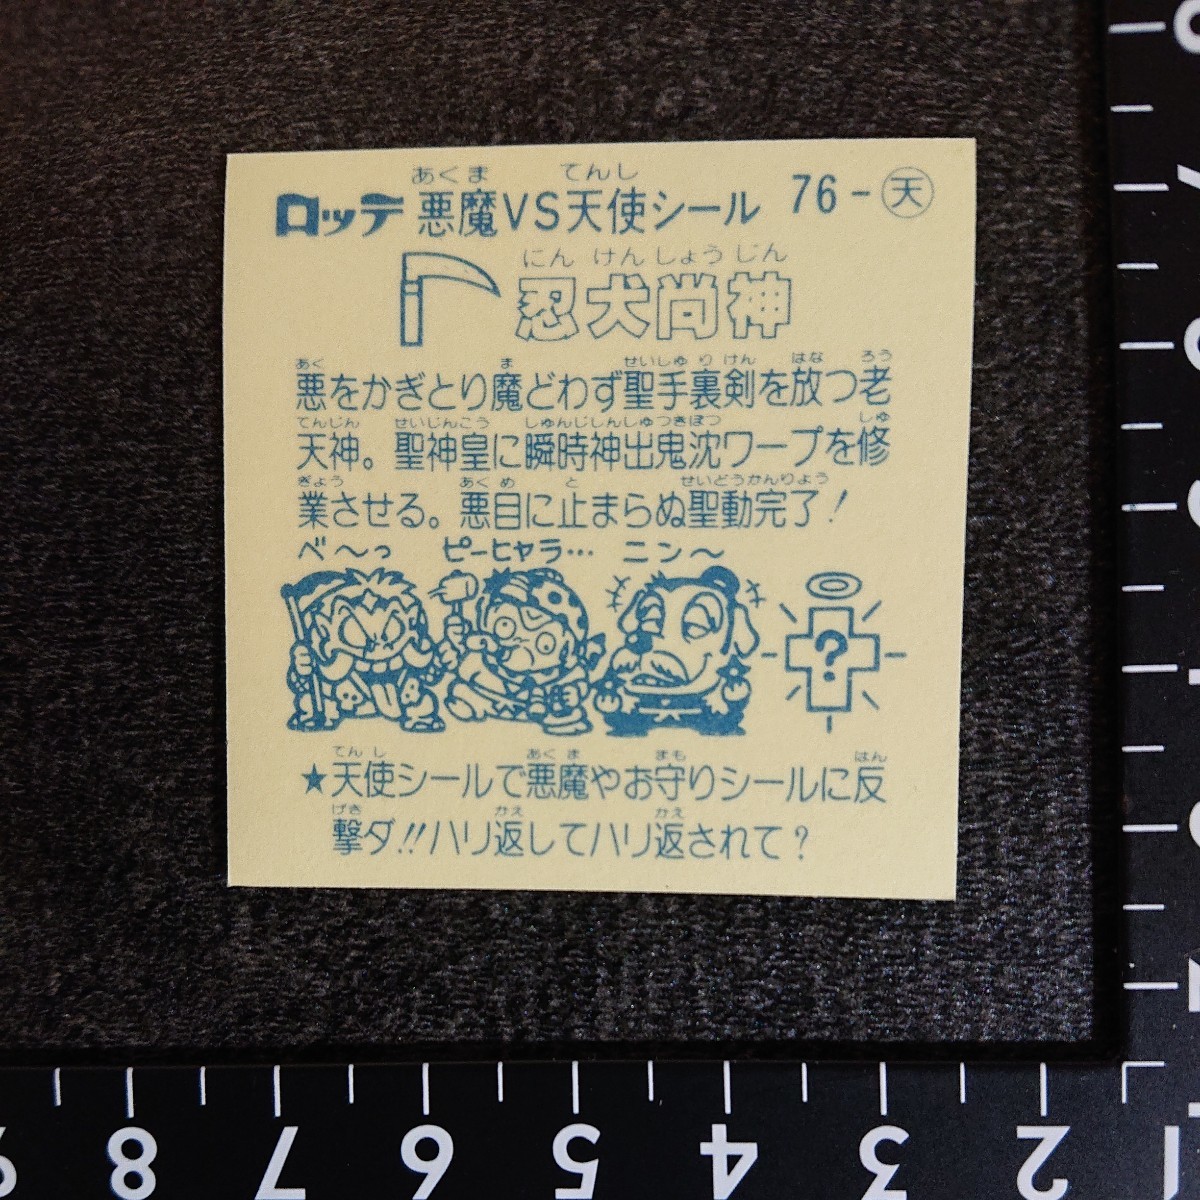 あくま てんし
ロッテ 悪魔VS天使シール 76-天
にん けん しょう じん
忍犬尚神
あく ま せいしゅ り けん はな ろう
悪をかぎとり魔どわず聖手裏剣を放つ老
てんじん せいじんこう しゅんじしんしゅつきぼつ しゅ
天神。聖神皇に瞬時神出鬼沈ワープを修
ぎょう あくめ と せいどうかんりょう
業させる。悪目に止まらぬ聖動完了!
べ〜っ ピーヒャラ… ニン〜
?
てんし あくま まも はん
★天使シールで悪魔やお守りシールに反
げき かえ かえ
撃ダ!!ハリ返してハリ返されて?
9 8 7 6 5 4 3 2 1